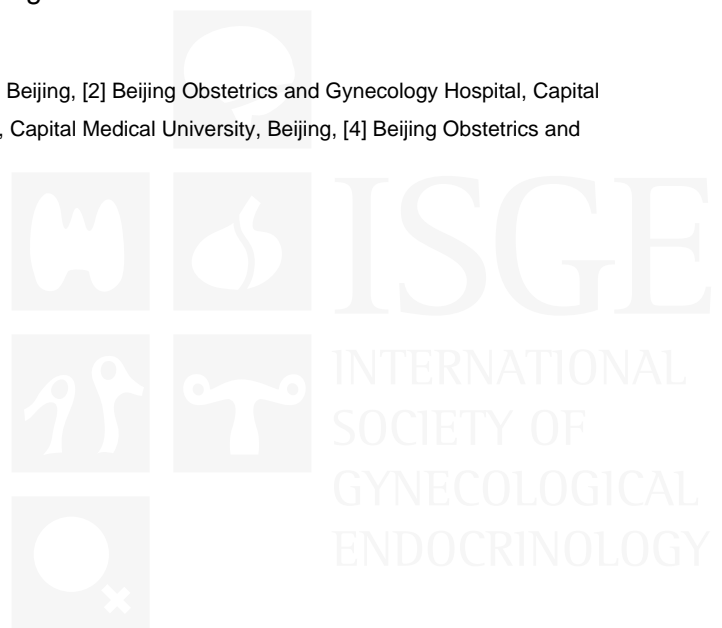 Beijing, [2] Beijing Obstetrics and Gynecology Hospital, Capital
, Capital Medical University, Beijing, [4] Beijing Obstetrics and
ISGE
INTERNATIONAL
SOCIETY OF
GYNECOLOGICAL
ENDOCRINOLOGY